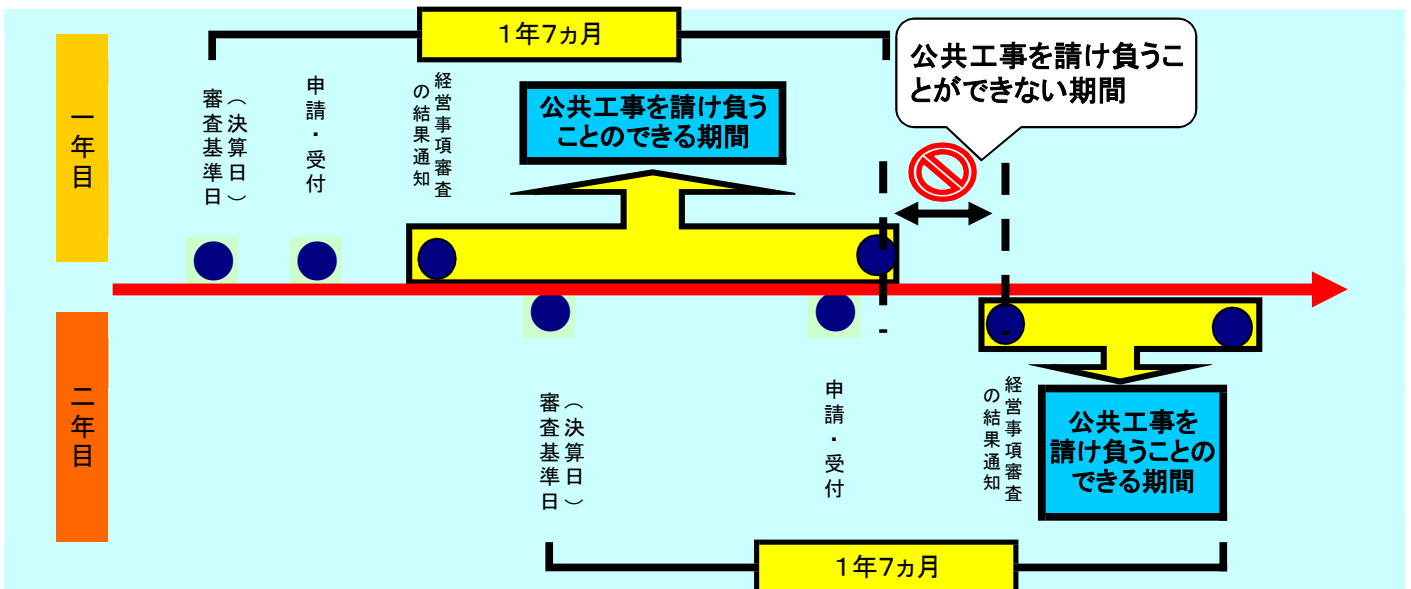 1年7ヵ月
公共工事を請け負うこ
とができない期間
一年目
審査基準日
(決算日)
申請・受付
経営事項審査
の結果通知
公共工事を請け負う
ことのできる期間
二年目
審査基準日
(決算日)
申請・受付
経営事項審査
の結果通知
公共工事を
請け負うことの
できる期間
1年7ヵ月